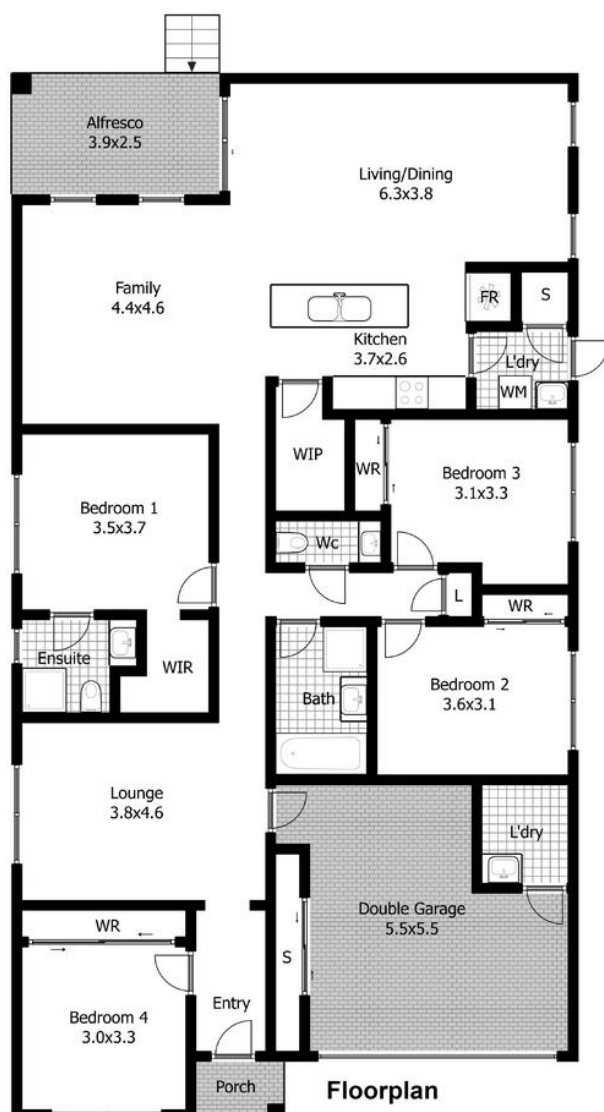 Alfresco
3.9x2.5
Living/Dining
6.3x3.8
Family
4.4x4.6
FR
S
Kitchen
3.7x2.6
L'dry
WM
WIP
WR
Bedroom 3
3.1x3.3
Bedroom 1
3.5x3.7
Wc
L
WR
Ensuite
WIR
Bath
Bedroom 2
3.6x3.1
Lounge
3.8x4.6
L'dry
Double Garage
5.5x5.5
WR
S
Entry
Bedroom 4
3.0x3.3
Porch
Floorplan